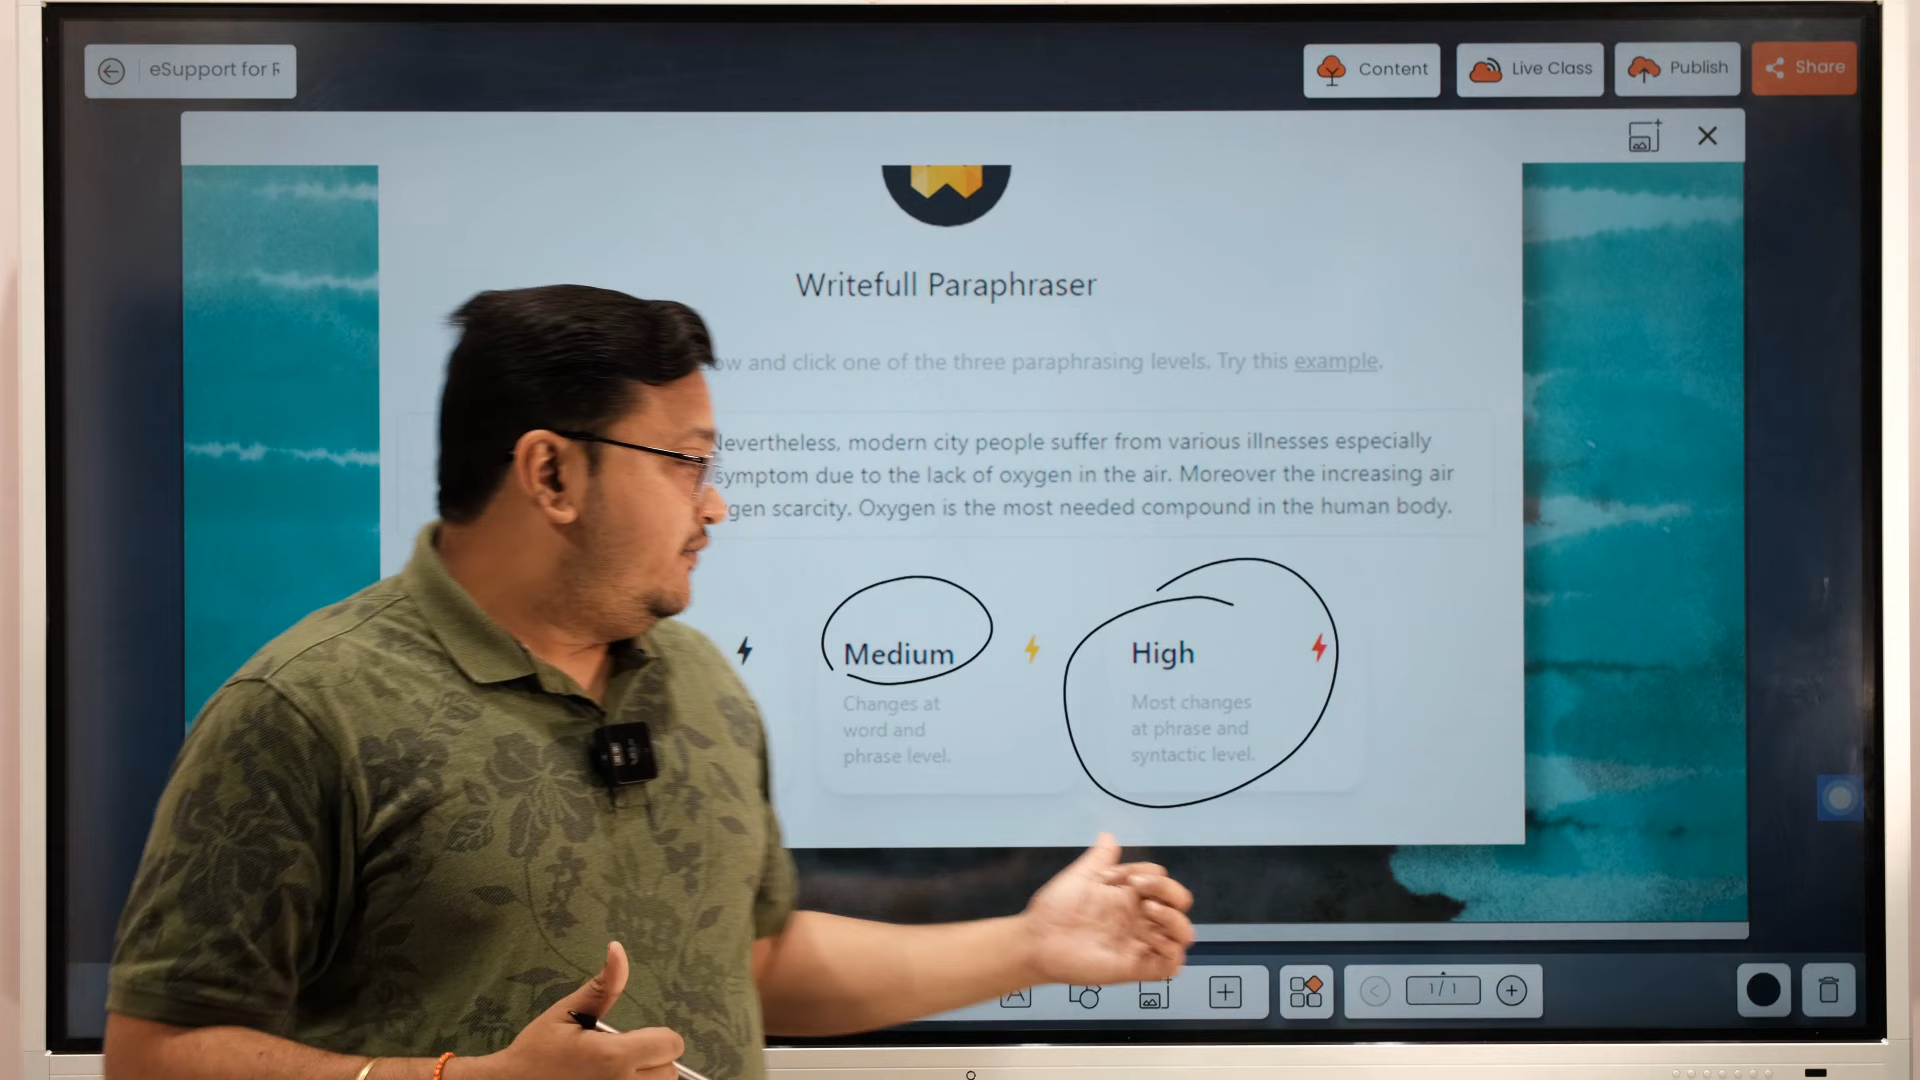 eSupport for R
Content
Live Class
Publish
Share
Writefull Paraphraser
and click one of the three paraphrasing levels. Try this example.
Nevertheless, modern city people suffer from various illnesses especially
symptom due to the lack of oxygen in the air. Moreover the increasing air
gen scarcity. Oxygen is the most needed compound in the human body.
Medium
High
Changes at
word and
phrase level.
Most changes
at phrase and
syntactic level.
A
1/1